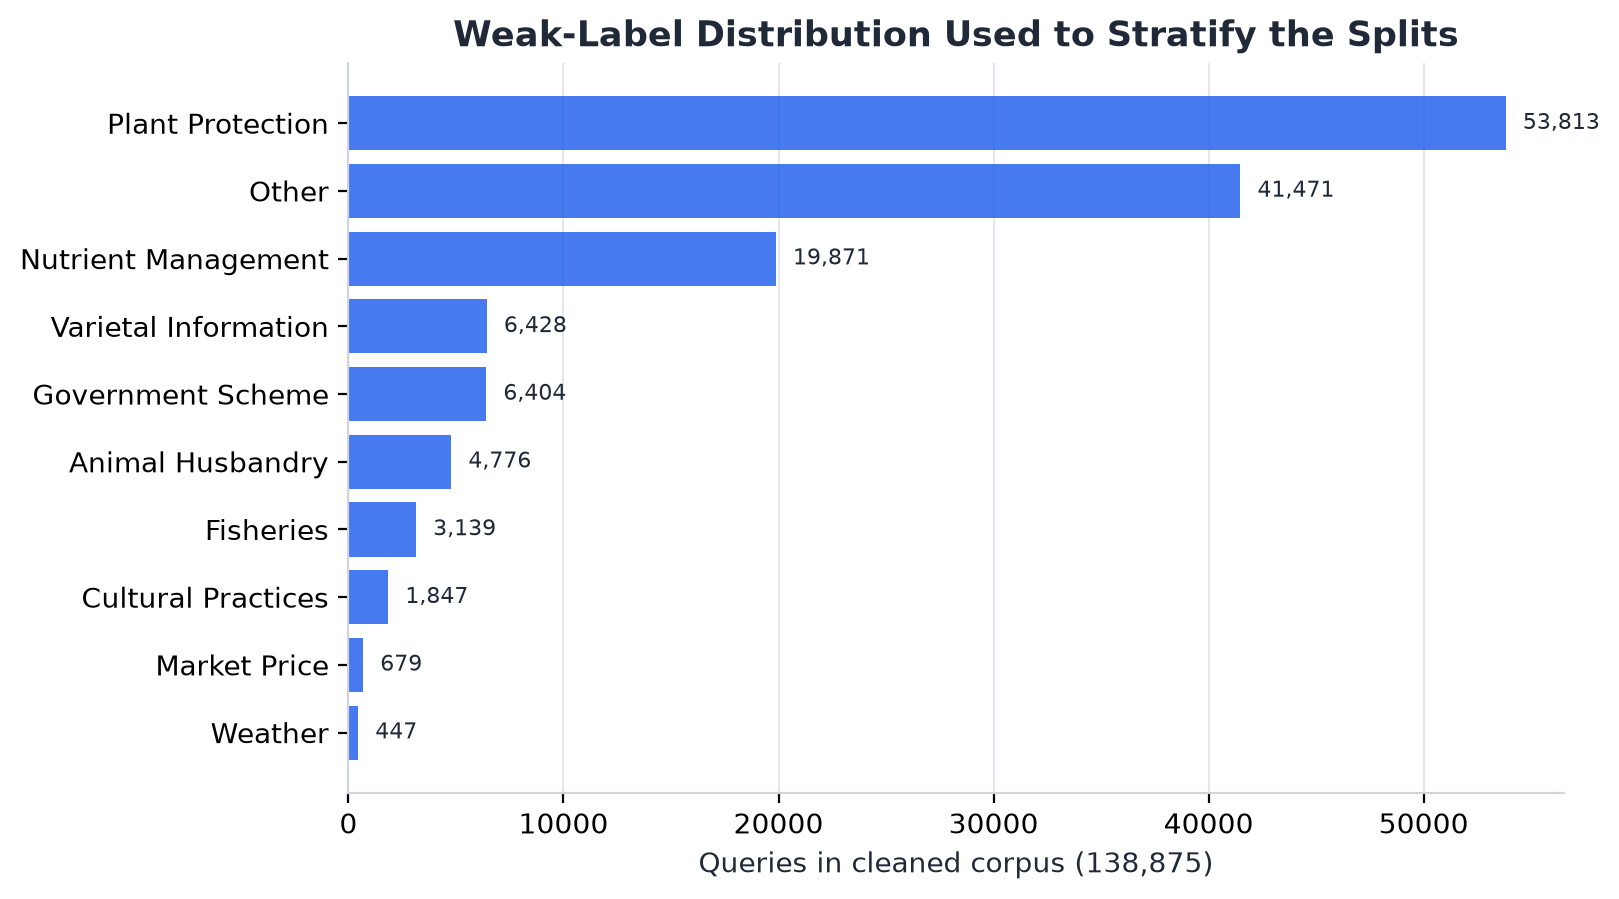 Weak-Label Distribution Used to Stratify the Splits
Plant Protection 53,813
Other 41,471
Nutrient Management 19,871
Varietal Information 6,428
Government Scheme 6,404
Animal Husbandry 4,776
Fisheries 3,139
Cultural Practices 1,847
Market Price 679
Weather 447
0 10000 20000 30000 40000 50000
Queries in cleaned corpus (138,875)